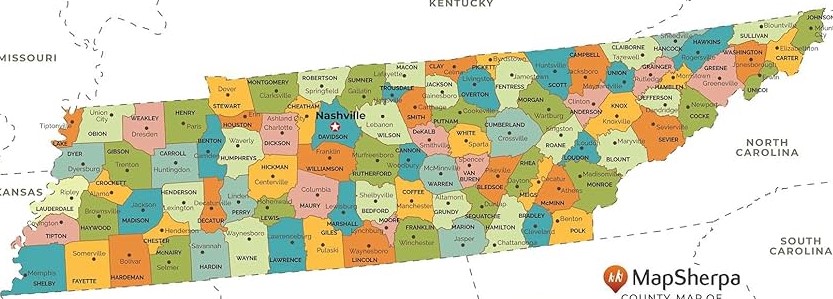 KENTUCKY
MISSOURI
KANSAS
NORTH
CAROLINA
SOUTH
CAROLINA
Tiptonville
LAKE
Union
City
OBION
WEAKLEY
Dresden
HENRY
Paris
Dover
STEWART
MONTGOMERY
Clarksville
ROBERTSON
Springfield
SUMNER
Gallatin
MACON
Lafayette
TROUSDALE
CLAY
Celina
PICKETT
Byrdstown
Livingston
OVERTON
Jamestown
FENTRESS
Huntsville
SCOTT
CAMPBELL
Jacksboro
CLAIBORNE
Tazewell
Sneedville
HANCOCK
HAWKINS
Rogersville
SULLIVAN
Blountville
JOHNSON
Mountain
City
Elizabethton
CARTER
WASHINGTON
Jonesborough
UNICOI
Erwin
GREENE
Greeneville
HAMBLEN
Morristown
GRAINGER
Rutledge
UNION
Maynardville
JEFFERSON
Dandridge
COCKE
Newport
SEVIER
Sevierville
KNOX
Knoxville
Clinton
ANDERSON
MORGAN
Wartburg
ROANE
Kingston
LOUDON
Loudon
BLOUNT
Maryville
MONROE
Madisonville
DYER
Dyersburg
GIBSON
Trenton
CARROLL
Huntingdon
BENTON
Camden
HOUSTON
Erin
HUMPHREYS
Waverly
CHEATHAM
Ashland City
Charlotte
DICKSON
Nashville
DAVIDSON
Lebanon
WILSON
Carthage
SMITH
Gainesboro
JACKSON
PUTNAM
Cookeville
DeKALB
Smithville
WHITE
Sparta
CUMBERLAND
Crossville
Franklin
WILLIAMSON
Murfreesboro
RUTHERFORD
CANNON
Woodbury
McMinnville
WARREN
Spencer
VAN
BUREN
Pikeville
BLEDSOE
RHEA
Dayton
MEIGS
Decatur
Athens
McMINN
Ripley
LAUDERDALE
Alamo
CROCKETT
Brownsville
HAYWOOD
Jackson
MADISON
HENDERSON
Lexington
Decaturville
DECATUR
Linden
PERRY
HICKMAN
Centerville
Hohenwald
LEWIS
Columbia
MAURY
Lewisburg
MARSHALL
Shelbyville
BEDFORD
COFFEE
Manchester
Altamont
GRUNDY
Dunlap
SEQUATCHIE
HAMILTON
Chattanooga
BRADLEY
Cleveland
Benton
POLK
Covington
TIPTON
Memphis
SHELBY
Somerville
FAYETTE
Bolivar
HARDEMAN
CHESTER
Henderson
McNAIRY
Selmer
Savannah
HARDIN
Waynesboro
WAYNE
Lawrenceburg
LAWRENCE
GILES
Pulaski
MOORE
Lynchburg
Fayetteville
LINCOLN
FRANKLIN
Winchester
MARION
Jasper
MapSherpa
COUNTY MAP OF